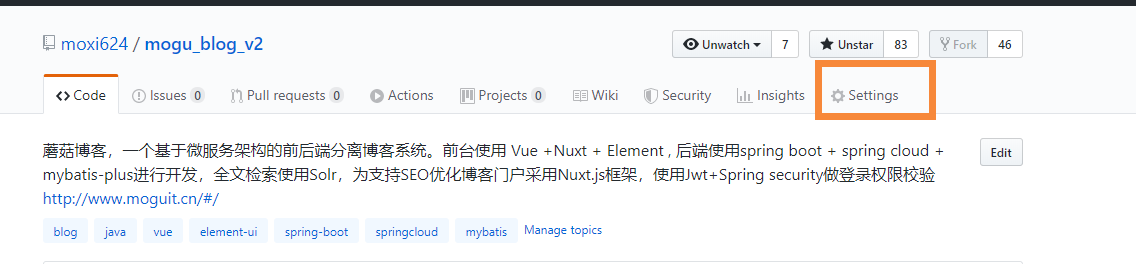 moxi624 / mogu_blog_v2
Unwatch 7 Unstar 83 Fork 46
Code Issues 0 Pull requests 0 Actions Projects 0 Wiki Security Insights Settings
蘑菇博客，一个基于微服务架构的前后端分离博客系统。前台使用 Vue +Nuxt + Element , 后端使用spring boot + spring cloud +
mybatis-plus进行开发，全文检索使用Solr，为支持SEO优化博客门户采用Nuxt.js框架，使用Jwt+Spring security做登录权限校验
Edit
http://www.moguit.cn/#/
blog java vue element-ui spring-boot springcloud mybatis Manage topics